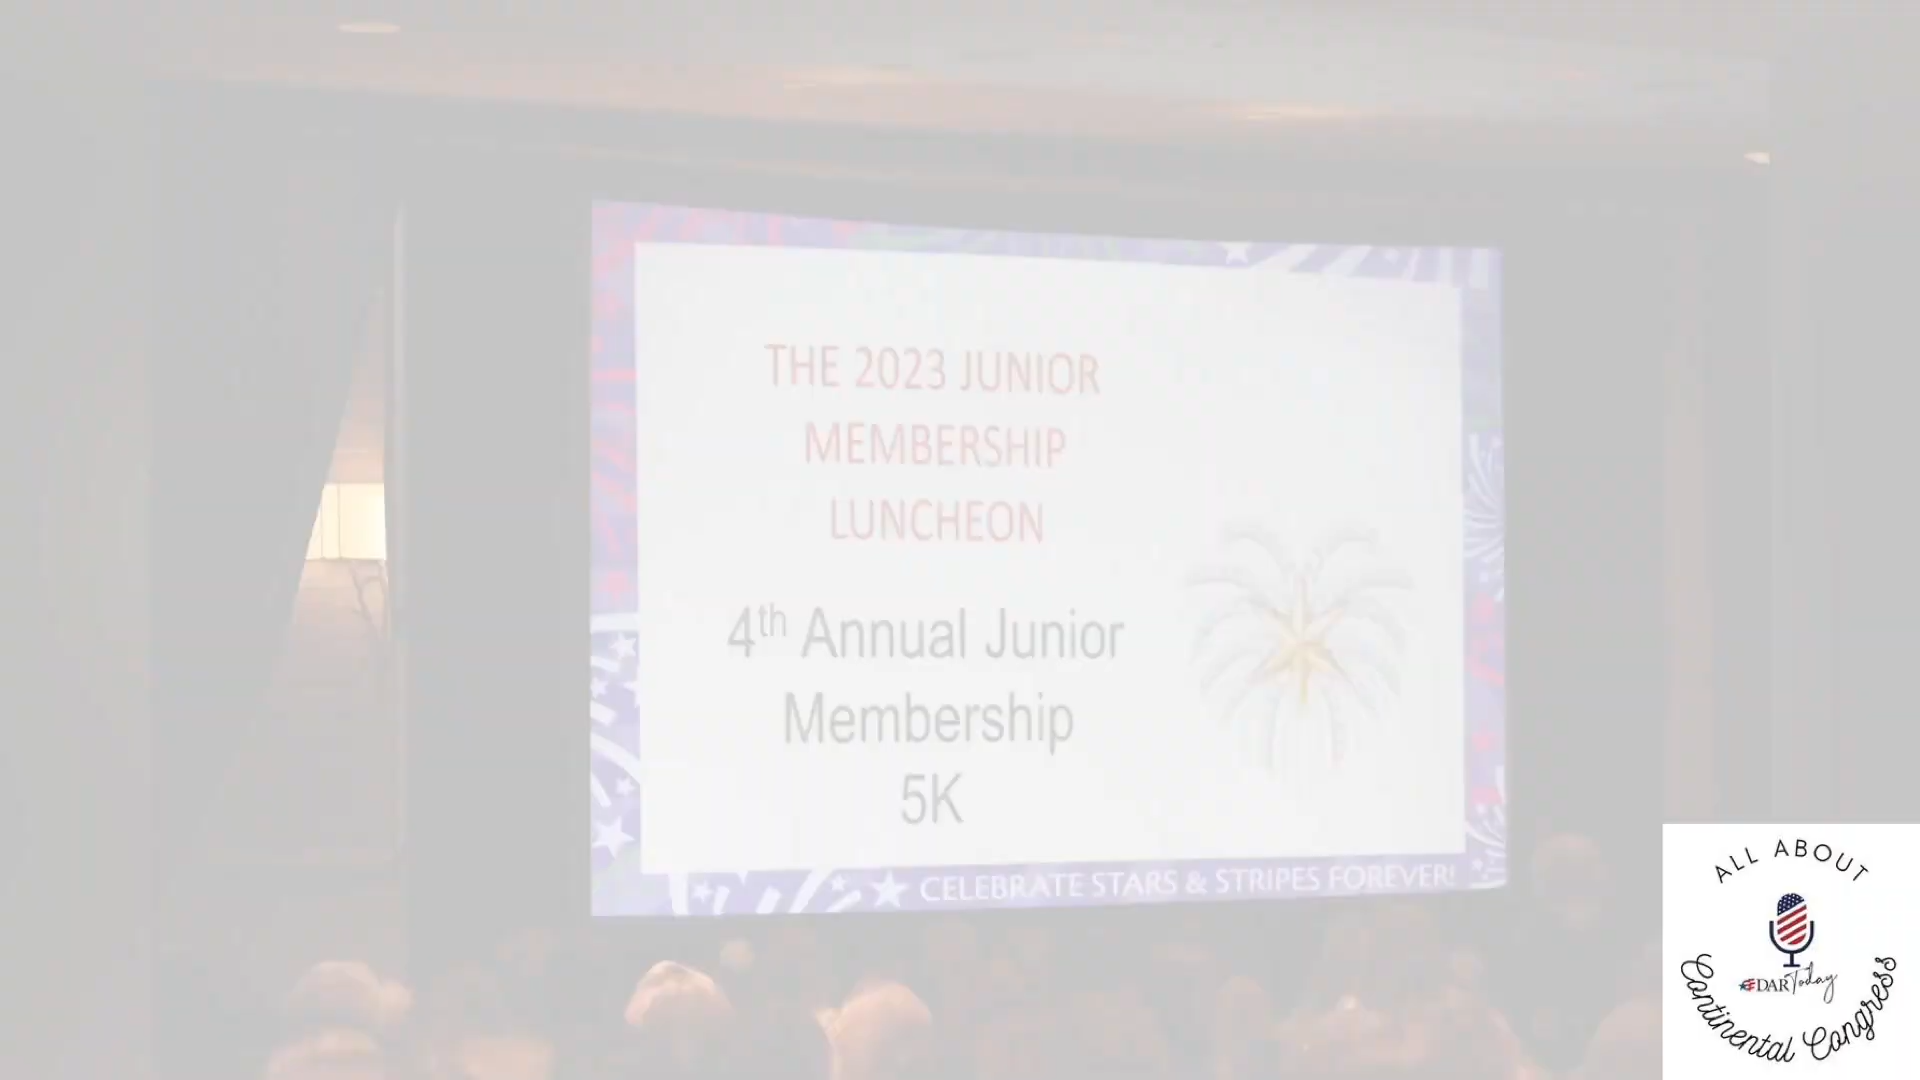 THE 2023 JUNIOR
MEMBERSHIP
LUNCHEON
4th Annual Junior
Membership
5K
CELEBRATE STARS & STRIPES FOREVER!
ALL ABOUT
DAR Today
Continental Congress